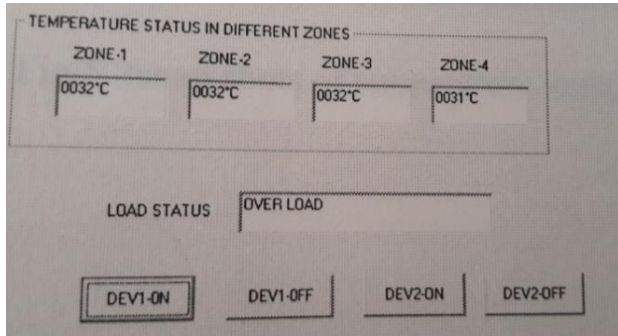 TEMPERATURE STATUS IN DIFFERENT ZONES
ZONE-1 ZONE-2 ZONE-3 ZONE-4
0032°C 0032°C 0032°C 0031°C
LOAD STATUS OVER LOAD
DEV1-ON DEV1-OFF DEV2-ON DEV2-OFF